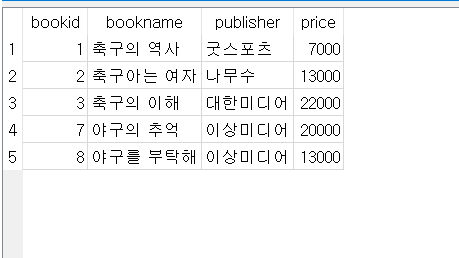 bookid bookname publisher price
1 1 축구의 역사 굿스포츠 7000
2 2 축구아는 여자 나무수 13000
3 3 축구의 이해 대한미디어 22000
4 7 야구의 추억 이상미디어 20000
5 8 야구를 부탁해 이상미디어 13000